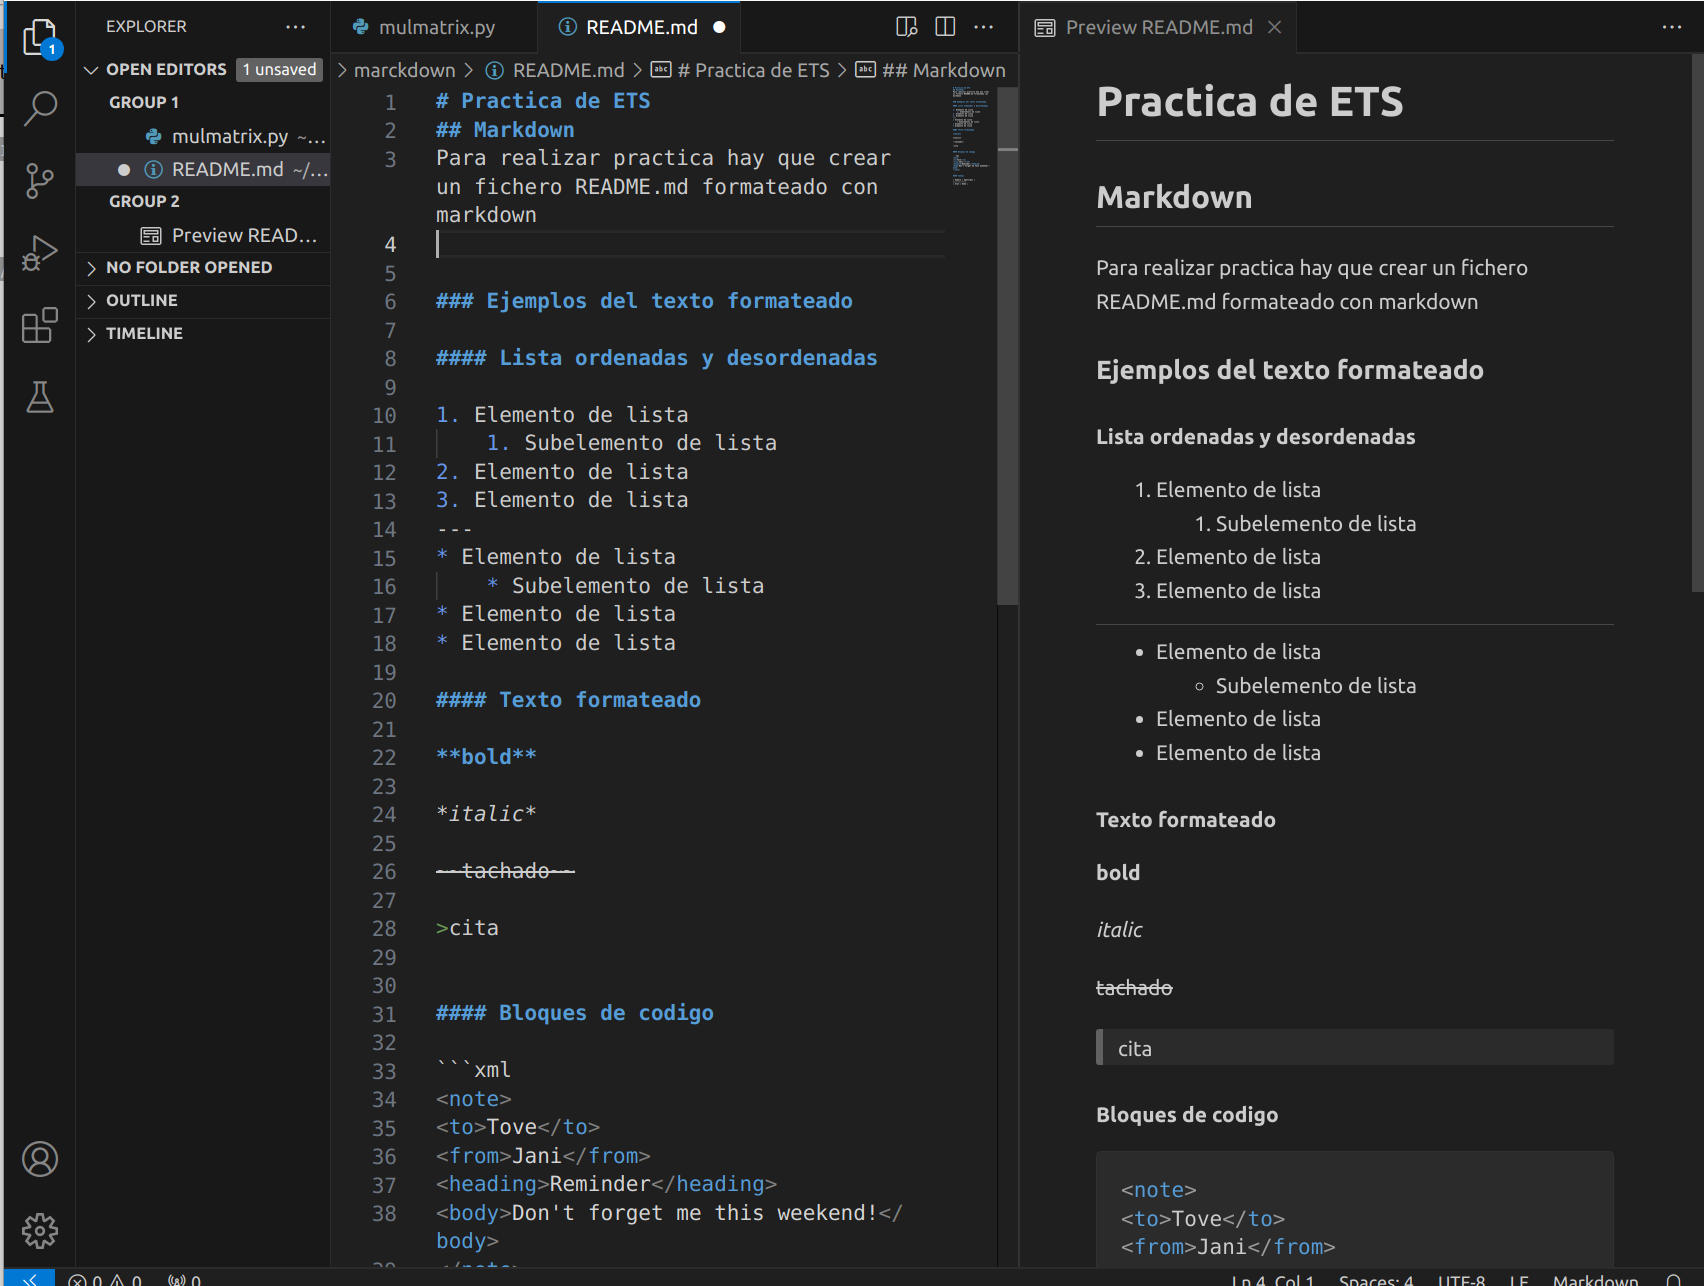 EXPLORER
1
OPEN EDITORS 1 unsaved
GROUP 1
mulmatrix.py ~...
README.md ~/...
GROUP 2
Preview READ...
NO FOLDER OPENED
OUTLINE
TIMELINE
mulmatrix.py README.md
marckdown > README.md > # Practica de ETS > ## Markdown
1 # Practica de ETS
2 ## Markdown
3 Para realizar practica hay que crear
un fichero README.md formateado con
markdown
4
5
6 ### Ejemplos del texto formateado
7
8 #### Lista ordenadas y desordenadas
9
10 1. Elemento de lista
11 1. Subelemento de lista
12 2. Elemento de lista
13 3. Elemento de lista
14 ---
15 * Elemento de lista
16 * Subelemento de lista
17 * Elemento de lista
18 * Elemento de lista
19
20 #### Texto formateado
21
22 **bold**
23
24 *italic*
25
26 ~~tachado~~
27
28 >cita
29
30
31 #### Bloques de codigo
32
33 ```xml
34 <note>
35 <to>Tove</to>
36 <from>Jani</from>
37 <heading>Reminder</heading>
38 <body>Don't forget me this weekend!</
body>
39 </note>
Preview README.md
Practica de ETS
Markdown
Para realizar practica hay que crear un fichero
README.md formateado con markdown
Ejemplos del texto formateado
Lista ordenadas y desordenadas
1. Elemento de lista
1. Subelemento de lista
2. Elemento de lista
3. Elemento de lista
• Elemento de lista
◦ Subelemento de lista
• Elemento de lista
• Elemento de lista
Texto formateado
bold
italic
tachado
cita
Bloques de codigo
<note>
<to>Tove</to>
<from>Jani</from>
0 0 0 Ln 4, Col 1 Spaces: 4 UTF-8 LF Markdown